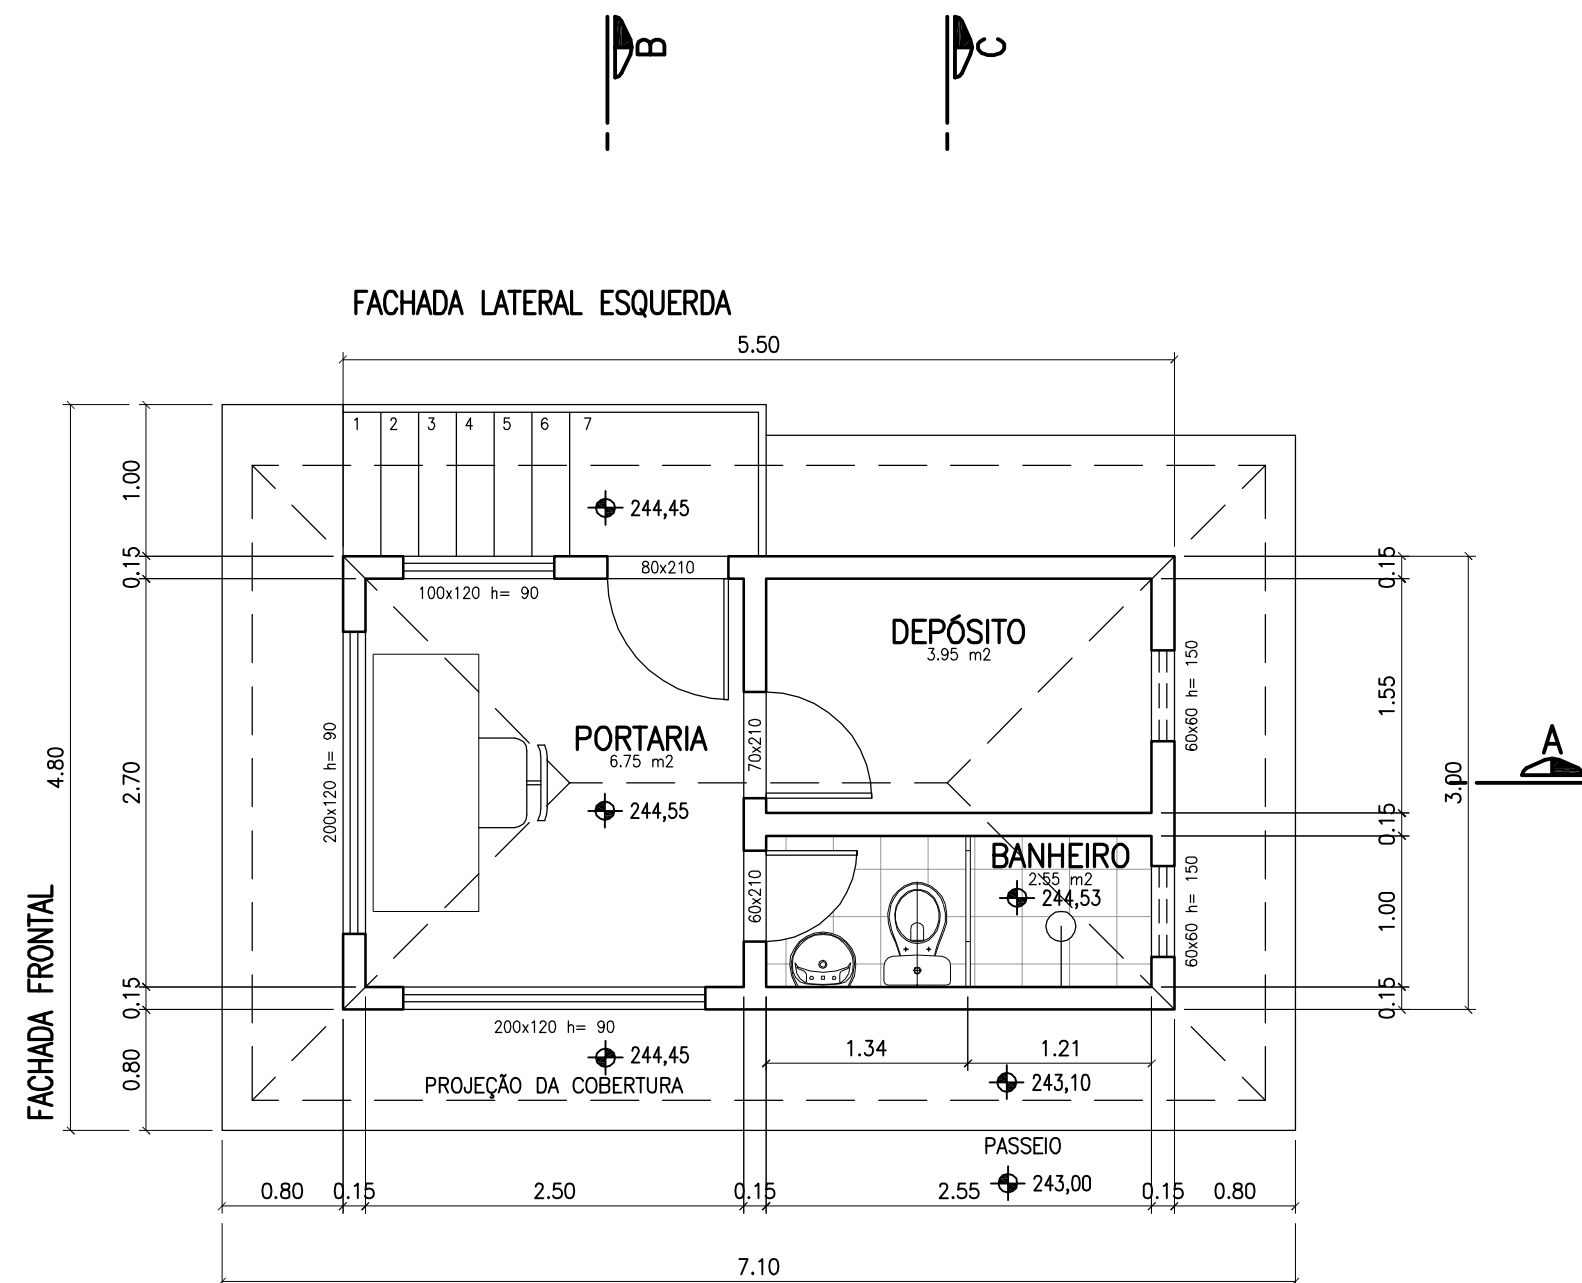 B
C
FACHADA LATERAL ESQUERDA
5.50
1 2 3 4 5 6 7
1.00
244,45
0.15
80x210
0.15
100x120 h= 90
DEPÓSITO
3.95 m2
60x60 h= 150
1.55
PORTARIA
6.75 m2
70x210
A
4.80
2.70
200x120 h= 90
3.00
244,55
0.15
BANHEIRO
2.55 m2
244,53
60x210
60x60 h= 150
1.00
FACHADA FRONTAL
0.15
0.15
200x120 h= 90
244,45
1.34
1.21
0.80
PROJEÇÃO DA COBERTURA
243,10
PASSEIO
0.80 0.15 2.50 0.15 2.55 243,00 0.15 0.80
7.10